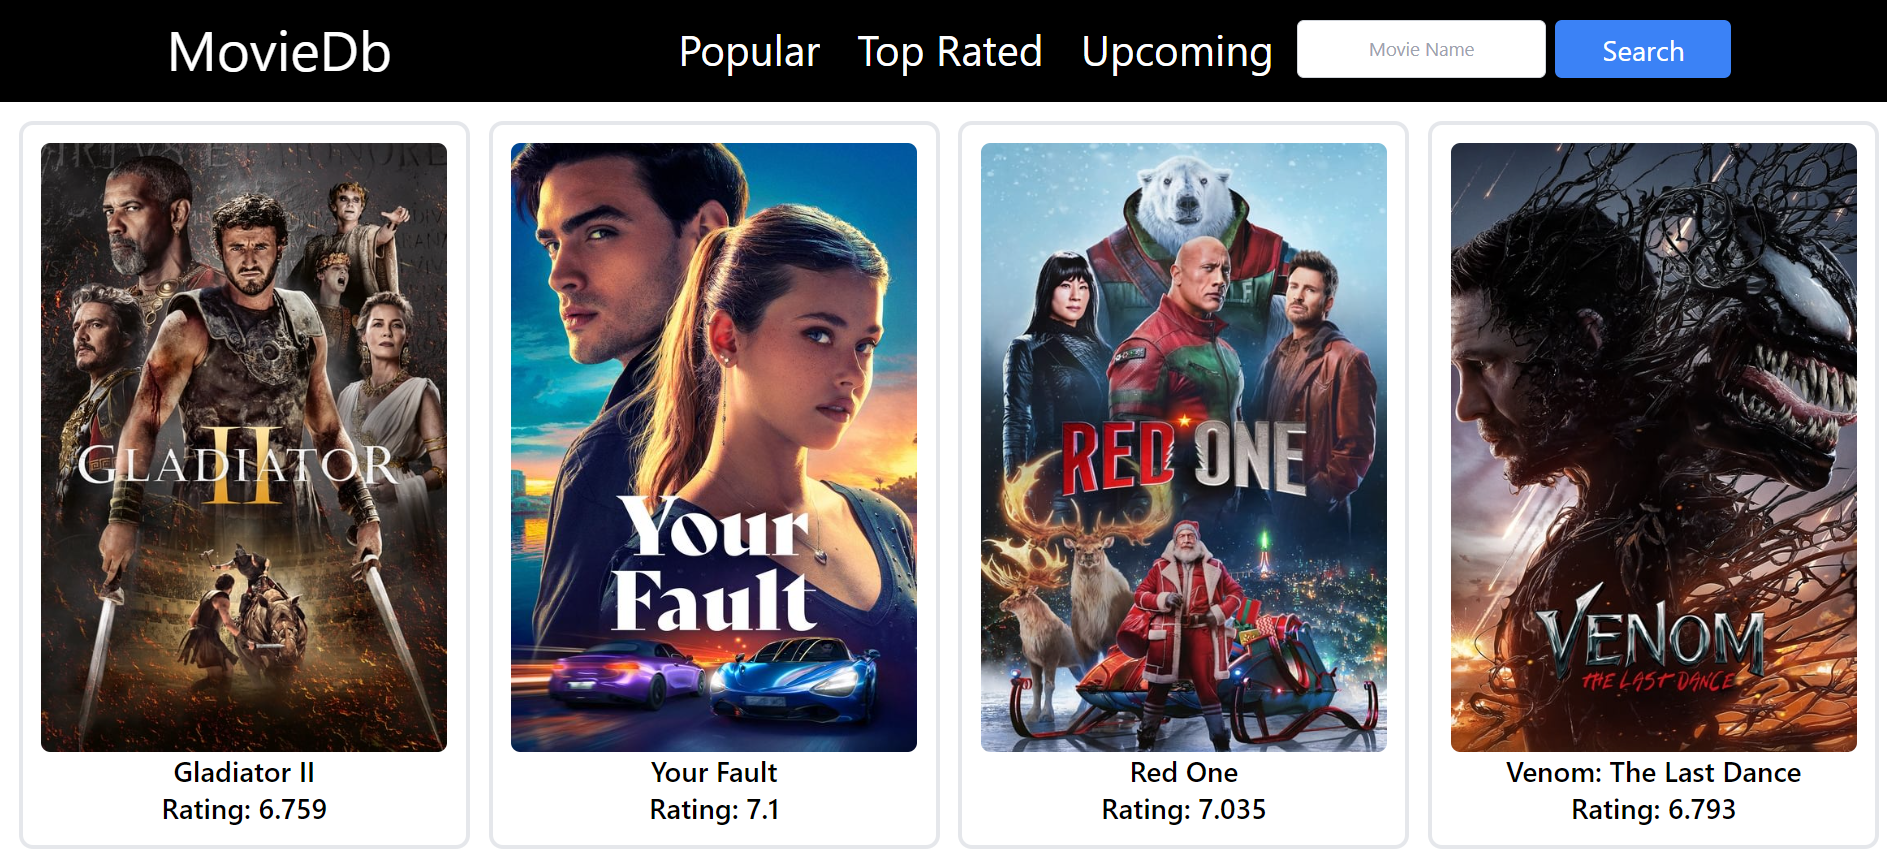 MovieDb
Popular
Top Rated
Upcoming
Movie Name
Search
GLADIATOR
II
Your
Fault
RED ONE
VENOM
THE LAST DANCE
Gladiator II
Rating: 6.759
Your Fault
Rating: 7.1
Red One
Rating: 7.035
Venom: The Last Dance
Rating: 6.793